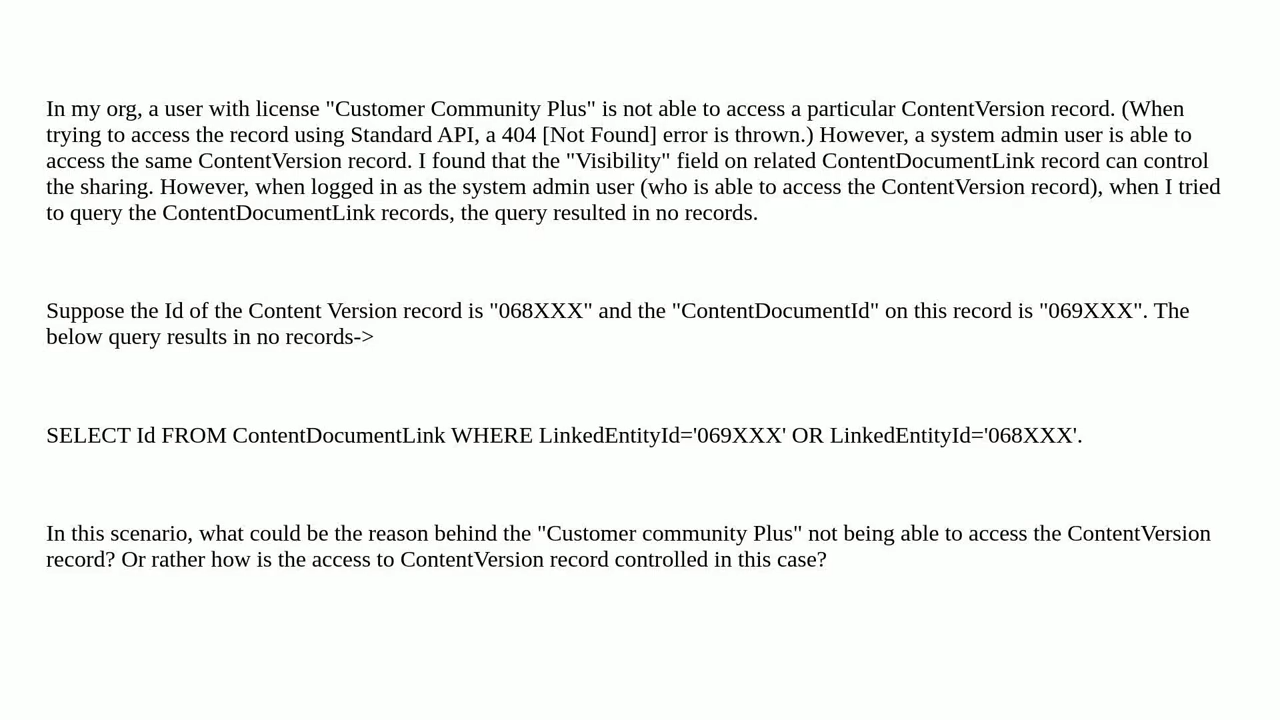 In my org, a user with license "Customer Community Plus" is not able to access a particular ContentVersion record. (When
trying to access the record using Standard API, a 404 [Not Found] error is thrown.) However, a system admin user is able to
access the same ContentVersion record. I found that the "Visibility" field on related ContentDocumentLink record can control
the sharing. However, when logged in as the system admin user (who is able to access the ContentVersion record), when I tried
to query the ContentDocumentLink records, the query resulted in no records.
Suppose the Id of the Content Version record is "068XXX" and the "ContentDocumentId" on this record is "069XXX". The
below query results in no records->
SELECT Id FROM ContentDocumentLink WHERE LinkedEntityId='069XXX' OR LinkedEntityId='068XXX'.
In this scenario, what could be the reason behind the "Customer community Plus" not being able to access the ContentVersion
record? Or rather how is the access to ContentVersion record controlled in this case?